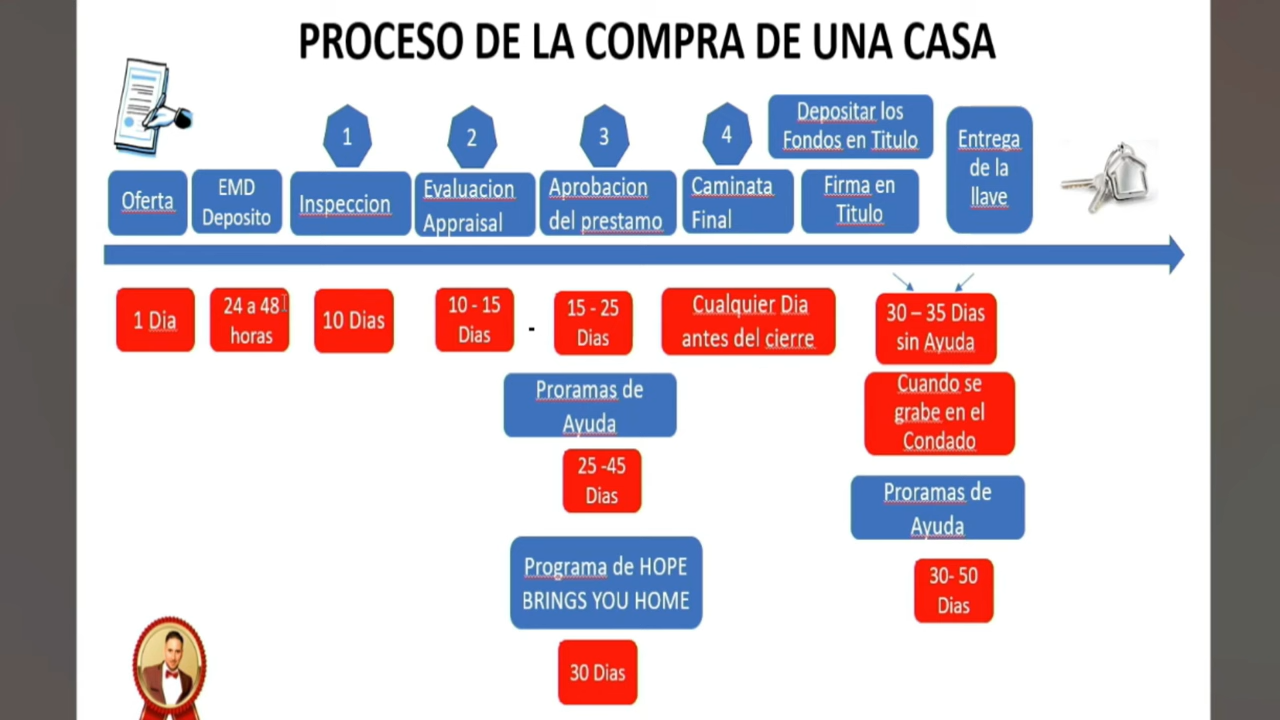 PROCESO DE LA COMPRA DE UNA CASA
1
2
3
4
Depositar los
Fondos en Titulo
Entrega
de la
llave
Oferta
EMD
Deposito
Inspeccion
Evaluacion
Appraisal
Aprobacion
del prestamo
Caminata
Final
Firma en
Titulo
1 Dia
24 a 48
horas
10 Dias
10 - 15
Dias
-
15 - 25
Dias
Cualquier Dia
antes del cierre
30 – 35 Dias
sin Ayuda
Cuando se
grabe en el
Condado
Proramas de
Ayuda
25 -45
Dias
Proramas de
Ayuda
30- 50
Dias
Programa de HOPE
BRINGS YOU HOME
30 Dias